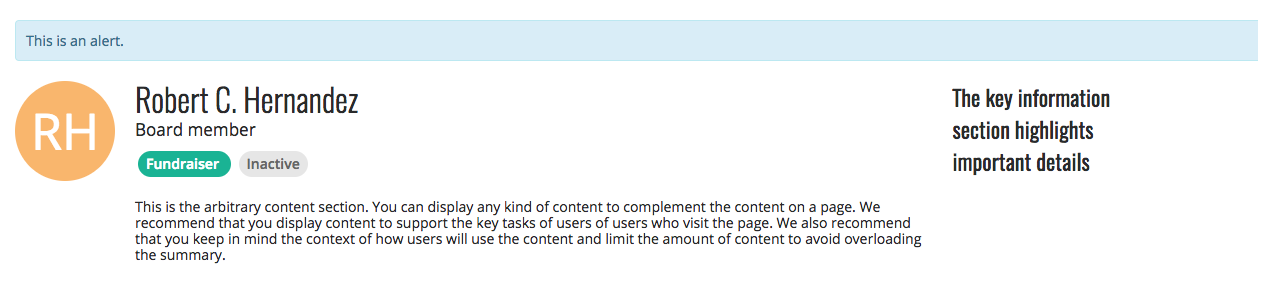 This is an alert.
RH
Robert C. Hernandez
Board member
Fundraiser Inactive
This is the arbitrary content section. You can display any kind of content to complement the content on a page. We
recommend that you display content to support the key tasks of users of users who visit the page. We also recommend
that you keep in mind the context of how users will use the content and limit the amount of content to avoid overloading
the summary.
The key information
section highlights
important details